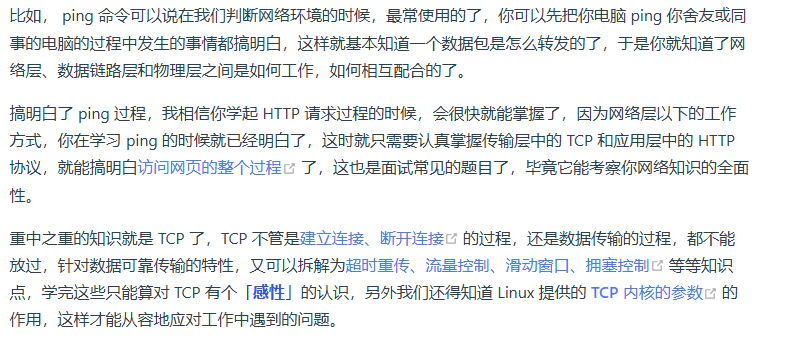 比如， ping 命令可以说在我们判断网络环境的时候，最常使用的了，你可以先把你电脑 ping 你舍友或同
事的电脑的过程中发生的事情都搞明白，这样就基本知道一个数据包是怎么转发的了，于是你就知道了网
络层、数据链路层和物理层之间是如何工作，如何相互配合的了。
搞明白了 ping 过程，我相信你学起 HTTP 请求过程的时候，会很快就能掌握了，因为网络层以下的工作
方式，你在学习 ping 的时候就已经明白了，这时就只需要认真掌握传输层中的 TCP 和应用层中的 HTTP
协议，就能搞明白访问网页的整个过程 了，这也是面试常见的题目了，毕竟它能考察你网络知识的全面
性。
重中之重的知识就是 TCP 了，TCP 不管是建立连接、断开连接 的过程，还是数据传输的过程，都不能
放过，针对数据可靠传输的特性，又可以拆解为超时重传、流量控制、滑动窗口、拥塞控制 等等知识
点，学完这些只能算对 TCP 有个「感性」的认识，另外我们还得知道 Linux 提供的 TCP 内核的参数 的
作用，这样才能从容地应对工作中遇到的问题。